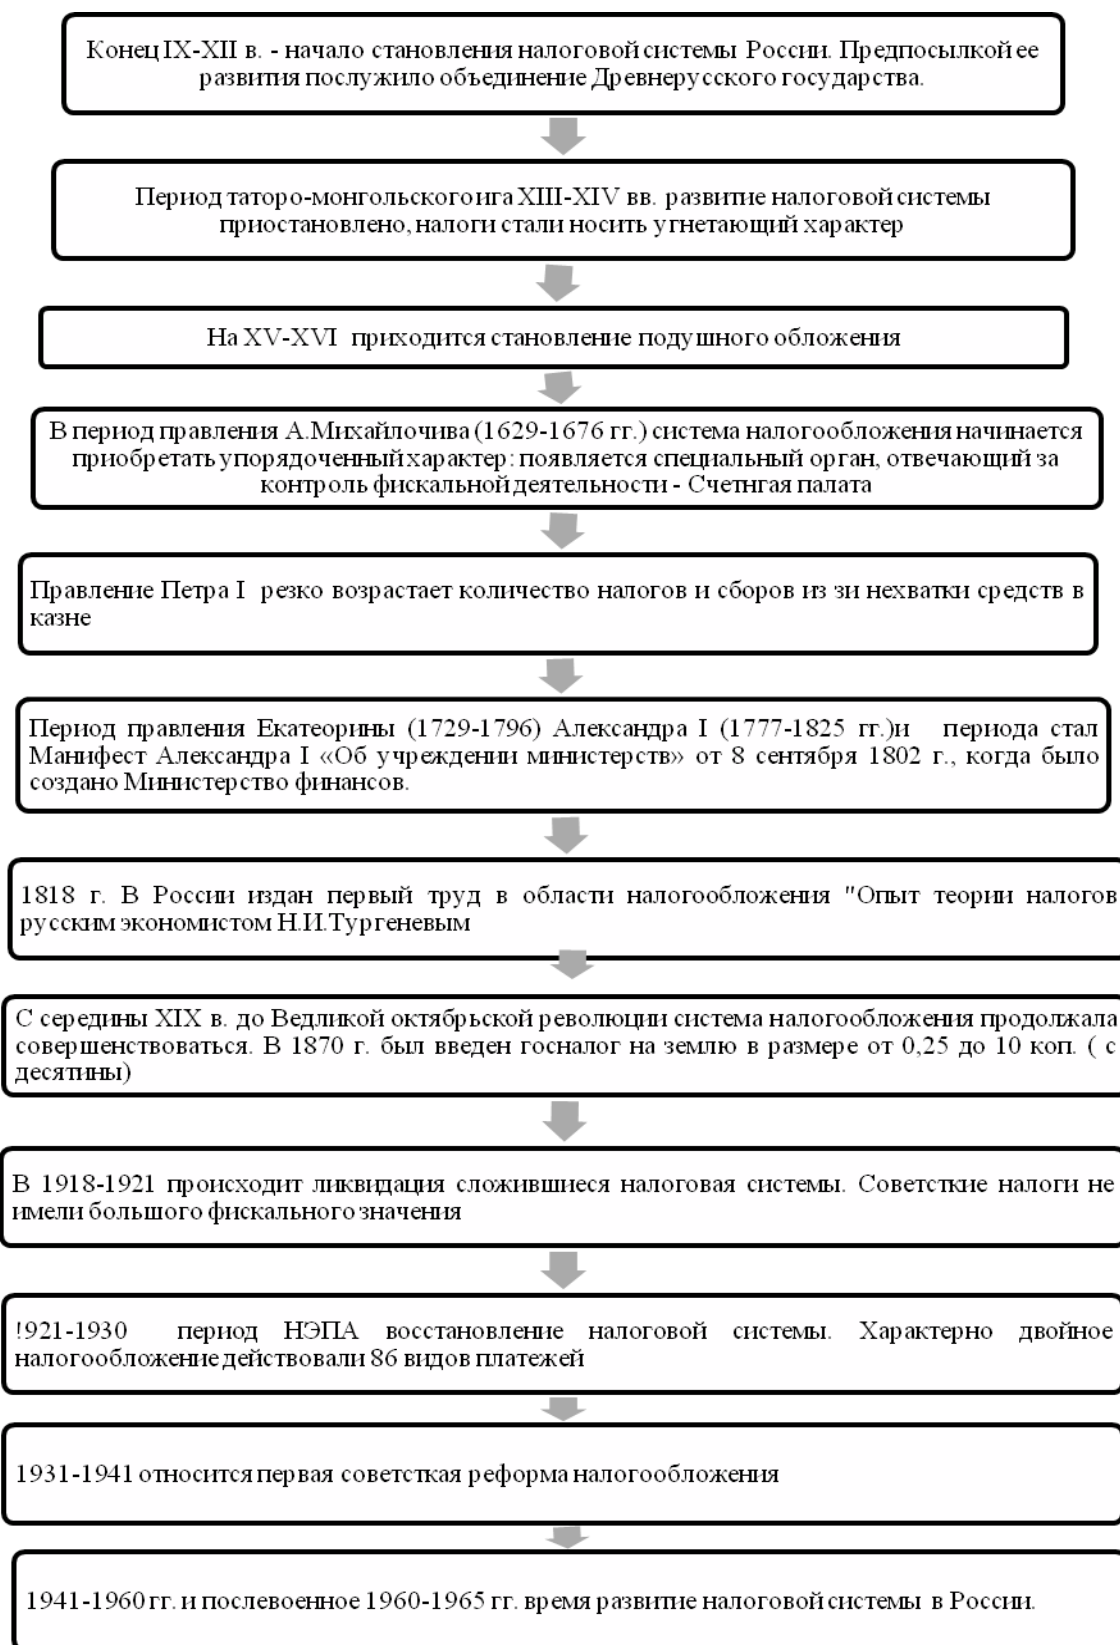 Конец IX-XII в. - начало становления налоговой системы России. Предпосылкой ее
развития послужило объединение Древнерусского государства.
Период таторо-монгольского ига XIII-XIV вв. развитие налоговой системы
приостановлено, налоги стали носить угнетающий характер
На XV-XVI приходится становление подушного обложения
В период правления А.Михайлочива (1629-1676 гг.) система налогообложения начинается
приобретать упорядоченный характер: появляется специальный орган, отвечающий за
контроль фискальной деятельности - Счетнгая палата
Правление Петра I резко возрастает количество налогов и сборов из зи нехватки средств в
казне
Период правления Екатеорины (1729-1796) Александра I (1777-1825 гг.)и периода стал
Манифест Александра I «Об учреждении министерств» от 8 сентября 1802 г., когда было
создано Министерство финансов.
1818 г. В России издан первый труд в области налогообложения "Опыт теории налогов
русским экономистом Н.И.Тургеневым
С середины XIX в. до Ведликой октябрьской революции система налогообложения продолжала
совершенствоваться. В 1870 г. был введен госналог на землю в размере от 0,25 до 10 коп. ( с
десятины)
В 1918-1921 происходит ликвидация сложившиеся налоговая системы. Советсткие налоги не
имели большого фискального значения
!921-1930 период НЭПА восстановление налоговой системы. Характерно двойное
налогообложение действовали 86 видов платежей
1931-1941 относится первая советсткая реформа налогообложения
1941-1960 гг. и послевоенное 1960-1965 гг. время развитие налоговой системы в России.